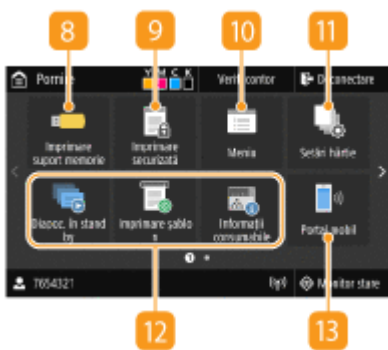 8 9 10 11
Pornire Y M C K Verif. contor Deconectare
Imprimare
suport memorie
Imprimare
securizată
Meniu
Setări hârtie
Diapoc. în stand
by
Imprimare șablo
n
Informații
consumabile
Portal mobil
7654321 Monitor stare
12 13